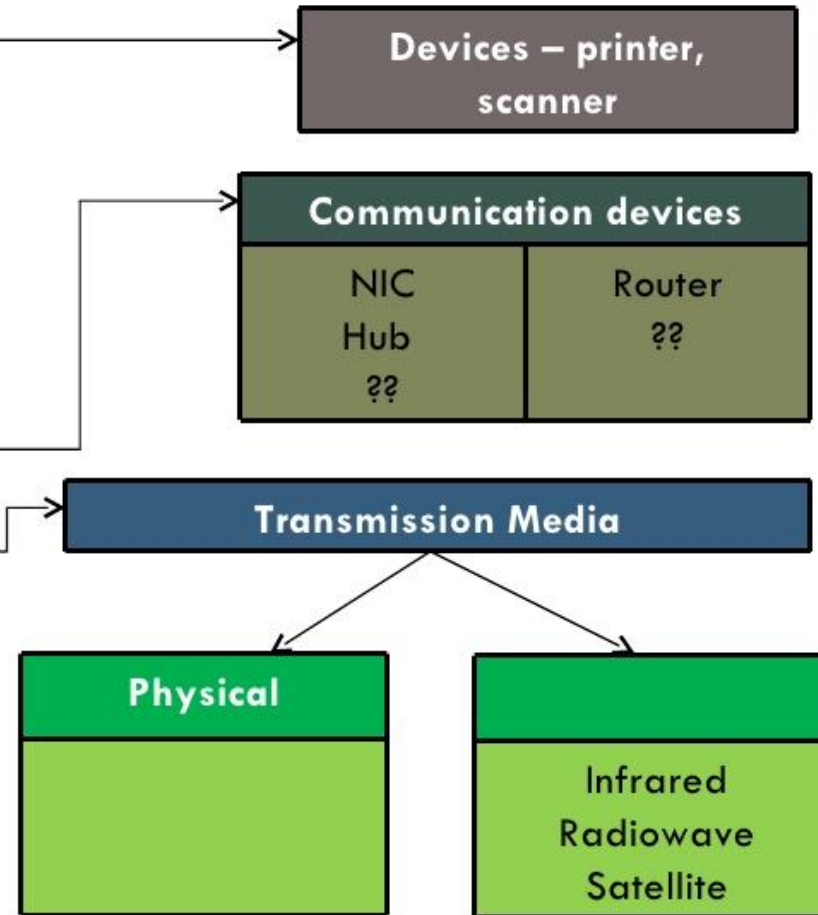 Devices – printer,
scanner
Communication devices
NIC
Hub
??
Router
??
Transmission Media
Physical
Infrared
Radiowave
Satellite